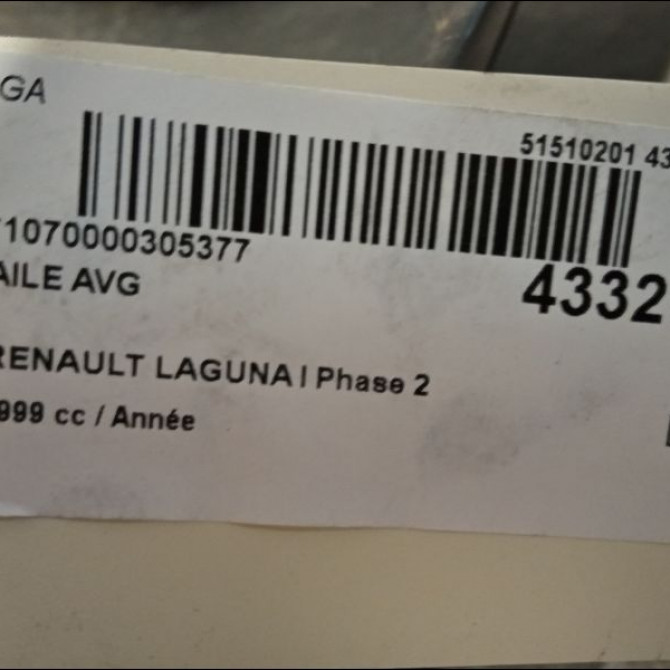 GA
51510201 43
1070000305377
AILE AVG
4332
RENAULT LAGUNA I Phase 2
999 cc / Année